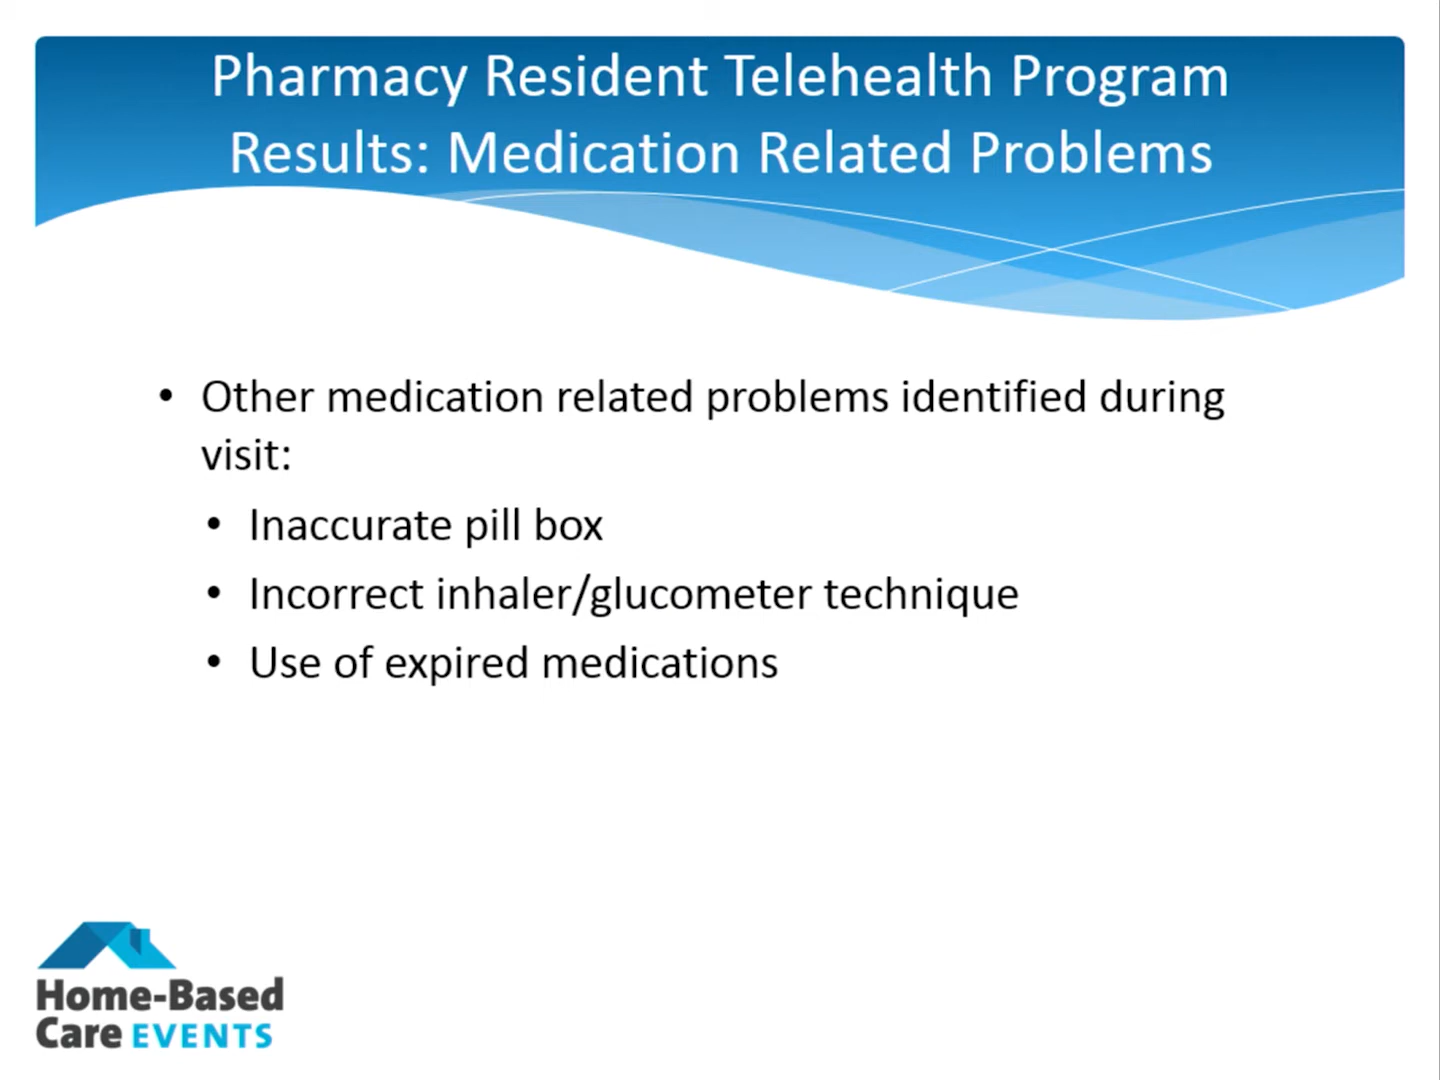 Pharmacy Resident Telehealth Program
Results: Medication Related Problems
• Other medication related problems identified during
visit:
• Inaccurate pill box
• Incorrect inhaler/glucometer technique
• Use of expired medications
Home-Based
Care EVENTS